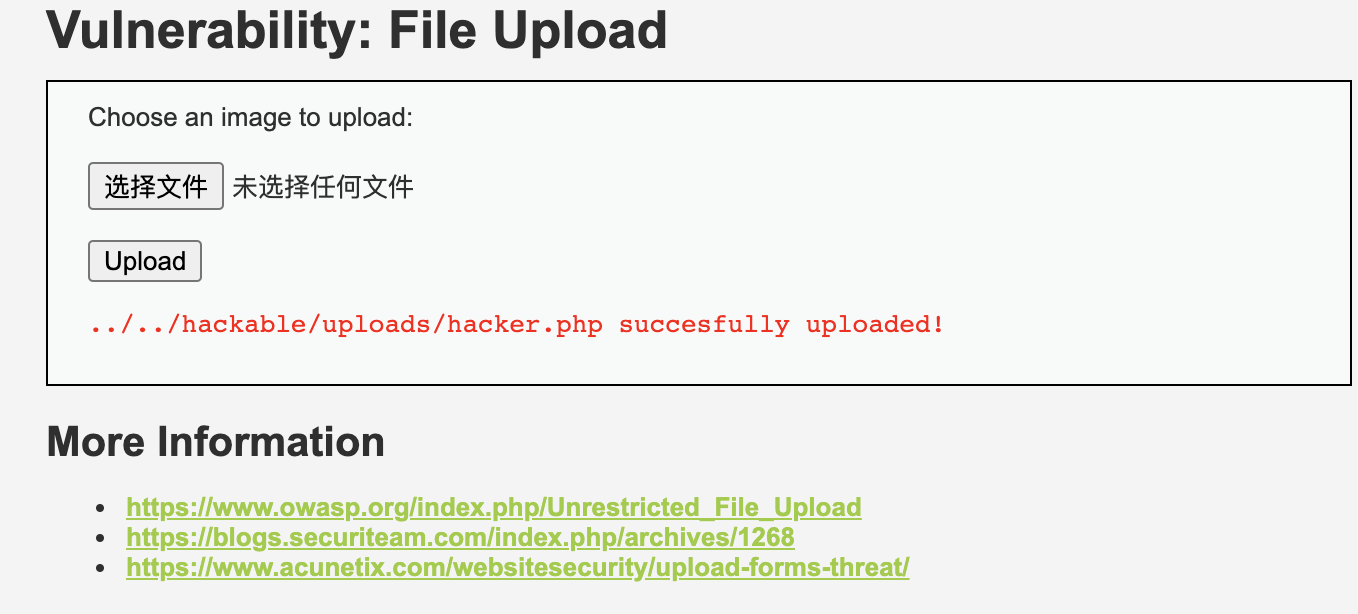 Vulnerability: File Upload
Choose an image to upload:
选择文件 未选择任何文件
Upload
../../hackable/uploads/hacker.php succesfully uploaded!
More Information
https://www.owasp.org/index.php/Unrestricted_File_Upload
https://blogs.securiteam.com/index.php/archives/1268
https://www.acunetix.com/websitesecurity/upload-forms-threat/